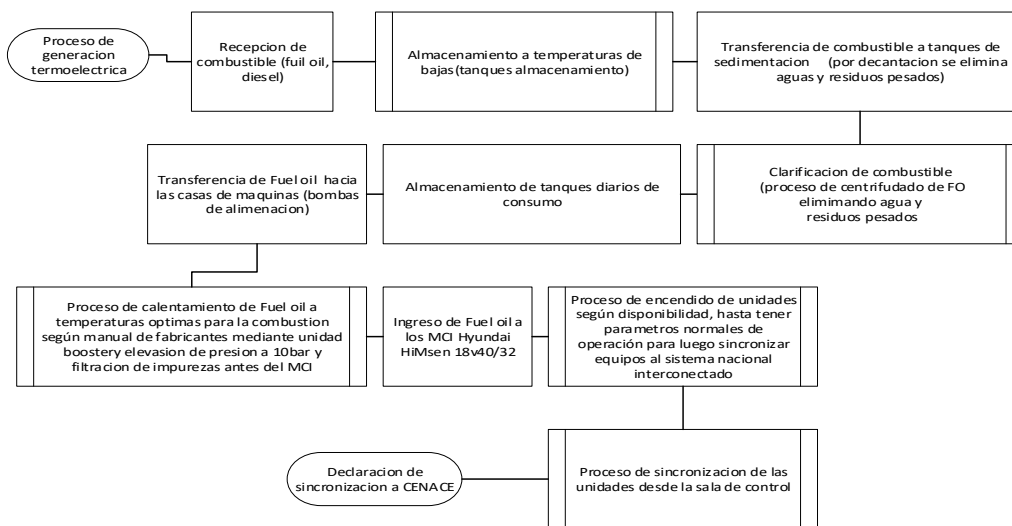 Proceso de
generacion
termoelectrica
Recepcion de
combustible (fuil oil,
diesel)
Almacenamiento a temperaturas de
bajas (tanques almacenamiento)
Transferencia de combustible a tanques de
sedimentacion (por decantacion se elimina
aguas y residuos pesados)
Clarificacion de combustible
(proceso de centrifudado de FO
elimimando agua y
residuos pesados
Almacenamiento de tanques diarios de
consumo
Transferencia de Fuel oil hacia
las casas de maquinas (bombas
de alimenacion)
Proceso de calentamiento de Fuel oil a
temperaturas optimas para la combustion
según manual de fabricantes mediante unidad
booster y elevasion de presion a 10bar y
filtracion de impurezas antes del MCI
Ingreso de Fuel oil a
los MCI Hyundai
HiMsen 18v40/32
Proceso de encendido de unidades
según disponibilidad, hasta tener
parametros normales de
operación para luego sincronizar
equipos al sistema nacional
interconectado
Proceso de sincronizacion de las
unidades desde la sala de control
Declaracion de
sincronizacion a CENACE